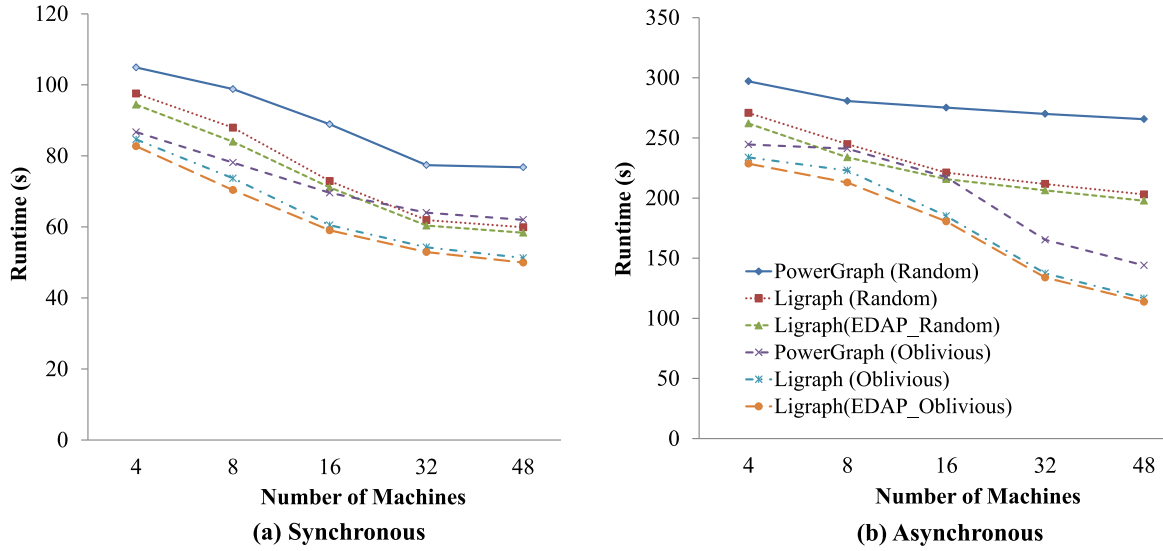 120
100
80
60
40
20
0
Runtime (s)
4 8 16 32 48
Number of Machines
(a) Synchronous
350
300
250
200
150
100
50
0
Runtime (s)
PowerGraph (Random)
Ligraph (Random)
Ligraph(EDAP_Random)
PowerGraph (Oblivious)
Ligraph (Oblivious)
Ligraph(EDAP_Oblivious)
4 8 16 32 48
Number of Machines
(b) Asynchronous